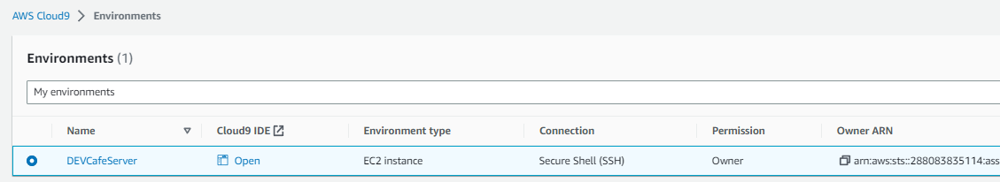 AWS Cloud9 > Environments
Environments (1)
My environments
Name Cloud9 IDE Environment type Connection Permission Owner ARN
DEVCafeServer Open EC2 instance Secure Shell (SSH) Owner arn:aws:sts::288083835114:ass